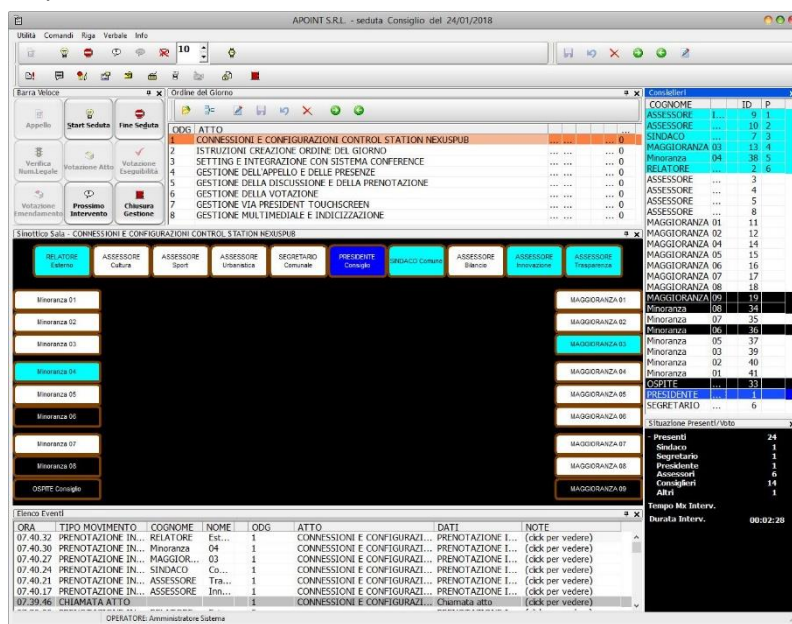 APOINT S.R.L. - seduta Consiglio del 24/01/2018
Utilità Comandi Riga Verbale Info
10
Barra Veloce
Appello
Start Seduta
Fine Seduta
Verifica Num.Legale
Votazione Atto
Votazione Eseguibilità
Votazione Emendamento
Prossimo Intervento
Chiusura Gestione
Ordine del Giorno
ODG ATTO ...
1 CONNESSIONI E CONFIGURAZIONI CONTROL STATION NEXUSPUB ... ... ... 0
2 ISTRUZIONI CREAZIONE ORDINE DEL GIORNO ... ... ... 0
3 SETTING E INTEGRAZIONE CON SISTEMA CONFERENCE ... ... ... 0
4 GESTIONE DELL'APPELLO E DELLE PRESENZE ... ... ... 0
5 GESTIONE DELLA DISCUSSIONE E DELLA PRENOTAZIONE ... ... ... 0
6 GESTIONE DELLA VOTAZIONE ... ... ... 0
7 GESTIONE VIA PRESIDENT TOUCHSCREEN ... ... ... 0
8 GESTIONE MULTIMEDIALE E INDICIZZAZIONE ... ... ... 0
Sinottico Sala - CONNESSIONI E CONFIGURAZIONI CONTROL STATION NEXUSPUB
RELATORE Esterno
ASSESSORE Cultura
ASSESSORE Sport
ASSESSORE Urbanistica
SEGRETARIO Comunale
PRESIDENTE Consiglio
SINDACO Comune
ASSESSORE Bilancio
ASSESSORE Innovazione
ASSESSORE Trasparenza
Minoranza 01
MAGGIORANZA 01
Minoranza 02
MAGGIORANZA 02
Minoranza 03
MAGGIORANZA 03
Minoranza 04
MAGGIORANZA 04
Minoranza 05
MAGGIORANZA 05
Minoranza 06
MAGGIORANZA 06
Minoranza 07
MAGGIORANZA 07
Minoranza 08
MAGGIORANZA 08
OSPITE Consiglio
MAGGIORANZA 09
Consiglieri
COGNOME ID P
ASSESSORE I... 9 1
ASSESSORE ... 10 2
SINDACO ... 7 3
MAGGIORANZA 03 13 4
Minoranza 04 38 5
RELATORE ... 2 6
ASSESSORE ... 3
ASSESSORE ... 4
ASSESSORE ... 5
ASSESSORE ... 8
MAGGIORANZA 01 11
MAGGIORANZA 02 12
MAGGIORANZA 04 14
MAGGIORANZA 05 15
MAGGIORANZA 06 16
MAGGIORANZA 07 17
MAGGIORANZA 08 18
MAGGIORANZA 09 19
Minoranza 08 34
Minoranza 07 35
Minoranza 06 36
Minoranza 05 37
Minoranza 03 39
Minoranza 02 40
Minoranza 01 41
OSPITE ... 33
PRESIDENTE ... 1
SEGRETARIO ... 6
Situazione Presenti/Voto
- Presenti 24
Sindaco 1
Segretario 1
Presidente 1
Assessori 6
Consiglieri 14
Altri 1
Tempo Mx Interv.
Durata Interv. 00:02:28
Elenco Eventi
ORA TIPO MOVIMENTO COGNOME NOME ODG ATTO DATI NOTE
07.40.32 PRENOTAZIONE IN... RELATORE Est... 1 CONNESSIONI E CONFIGURAZI... PRENOTAZIONE I... (click per vedere)
07.40.30 PRENOTAZIONE IN... Minoranza 04 1 CONNESSIONI E CONFIGURAZI... PRENOTAZIONE I... (click per vedere)
07.40.27 PRENOTAZIONE IN... MAGGIOR... 03 1 CONNESSIONI E CONFIGURAZI... PRENOTAZIONE I... (click per vedere)
07.40.24 PRENOTAZIONE IN... SINDACO Co... 1 CONNESSIONI E CONFIGURAZI... PRENOTAZIONE I... (click per vedere)
07.40.21 PRENOTAZIONE IN... ASSESSORE Tra... 1 CONNESSIONI E CONFIGURAZI... PRENOTAZIONE I... (click per vedere)
07.40.17 PRENOTAZIONE IN... ASSESSORE Inn... 1 CONNESSIONI E CONFIGURAZI... PRENOTAZIONE I... (click per vedere)
07.39.46 CHIAMATA ATTO 1 CONNESSIONI E CONFIGURAZI... Chiamata atto (click per vedere)
OPERATORE: Amministratore Sistema